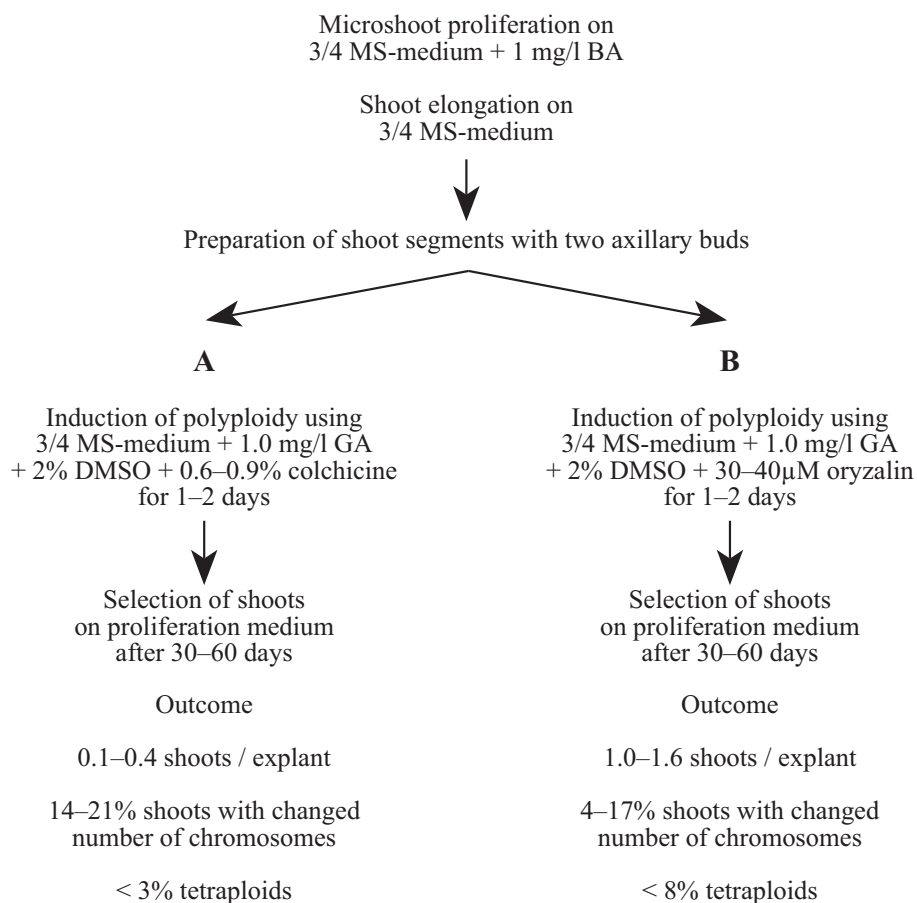 Microshoot proliferation on
3/4 MS-medium + 1 mg/l BA
Shoot elongation on
3/4 MS-medium
Preparation of shoot segments with two axillary buds
A
Induction of polyploidy using
3/4 MS-medium + 1.0 mg/l GA
+ 2% DMSO + 0.6–0.9% colchicine
for 1–2 days
Selection of shoots
on proliferation medium
after 30–60 days
Outcome
0.1–0.4 shoots / explant
14–21% shoots with changed
number of chromosomes
< 3% tetraploids
B
Induction of polyploidy using
3/4 MS-medium + 1.0 mg/l GA
+ 2% DMSO + 30–40µM oryzalin
for 1–2 days
Selection of shoots
on proliferation medium
after 30–60 days
Outcome
1.0–1.6 shoots / explant
4–17% shoots with changed
number of chromosomes
< 8% tetraploids